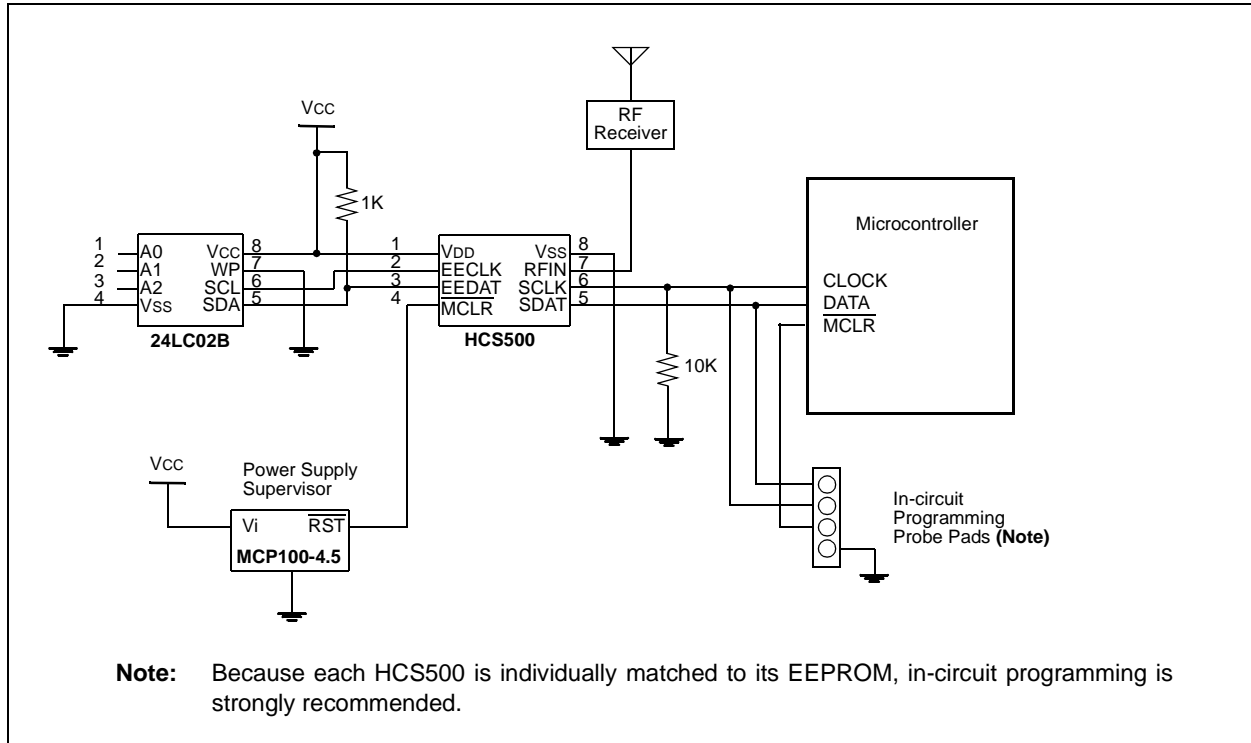 RF
Receiver
VCC
1K
Microcontroller
CLOCK
DATA
MCLR
1 A0 VCC 8
2 A1 WP 7
3 A2 SCL 6
4 VSS SDA 5
24LC02B
1 VDD VSS 8
2 EECLK RFIN 7
3 EEDAT SCLK 6
4 MCLR SDAT 5
HCS500
10K
VCC
Power Supply
Supervisor
Vi RST
MCP100-4.5
In-circuit
Programming
Probe Pads (Note)
Note: Because each HCS500 is individually matched to its EEPROM, in-circuit programming is
strongly recommended.